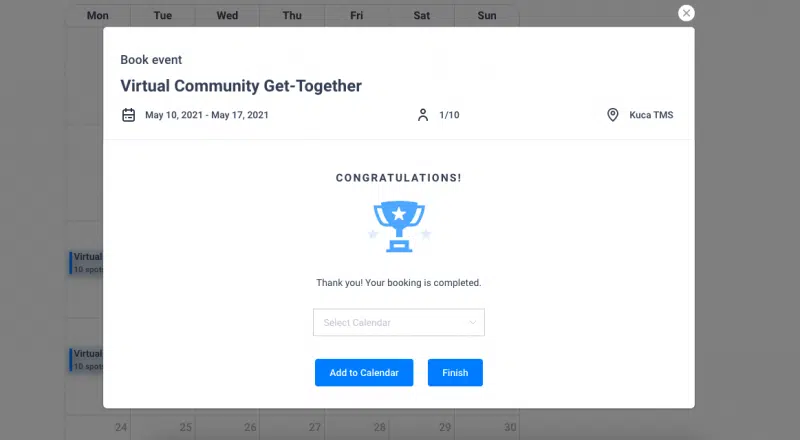 Mon Tue Wed Thu Fri Sat Sun
Book event
Virtual Community Get-Together
May 10, 2021 - May 17, 2021 1/10 Kuca TMS
CONGRATULATIONS!
Virtual
10 spots
Thank you! Your booking is completed.
Select Calendar
Virtual
10 spots
Add to Calendar Finish
24 25 26 27 28 29 30